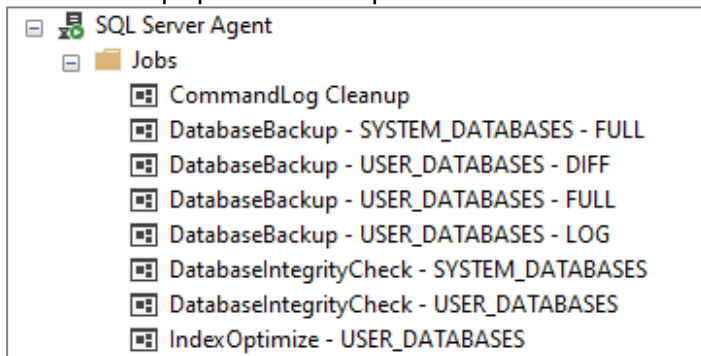 SQL Server Agent
Jobs
CommandLog Cleanup
DatabaseBackup - SYSTEM_DATABASES - FULL
DatabaseBackup - USER_DATABASES - DIFF
DatabaseBackup - USER_DATABASES - FULL
DatabaseBackup - USER_DATABASES - LOG
DatabaseIntegrityCheck - SYSTEM_DATABASES
DatabaseIntegrityCheck - USER_DATABASES
IndexOptimize - USER_DATABASES